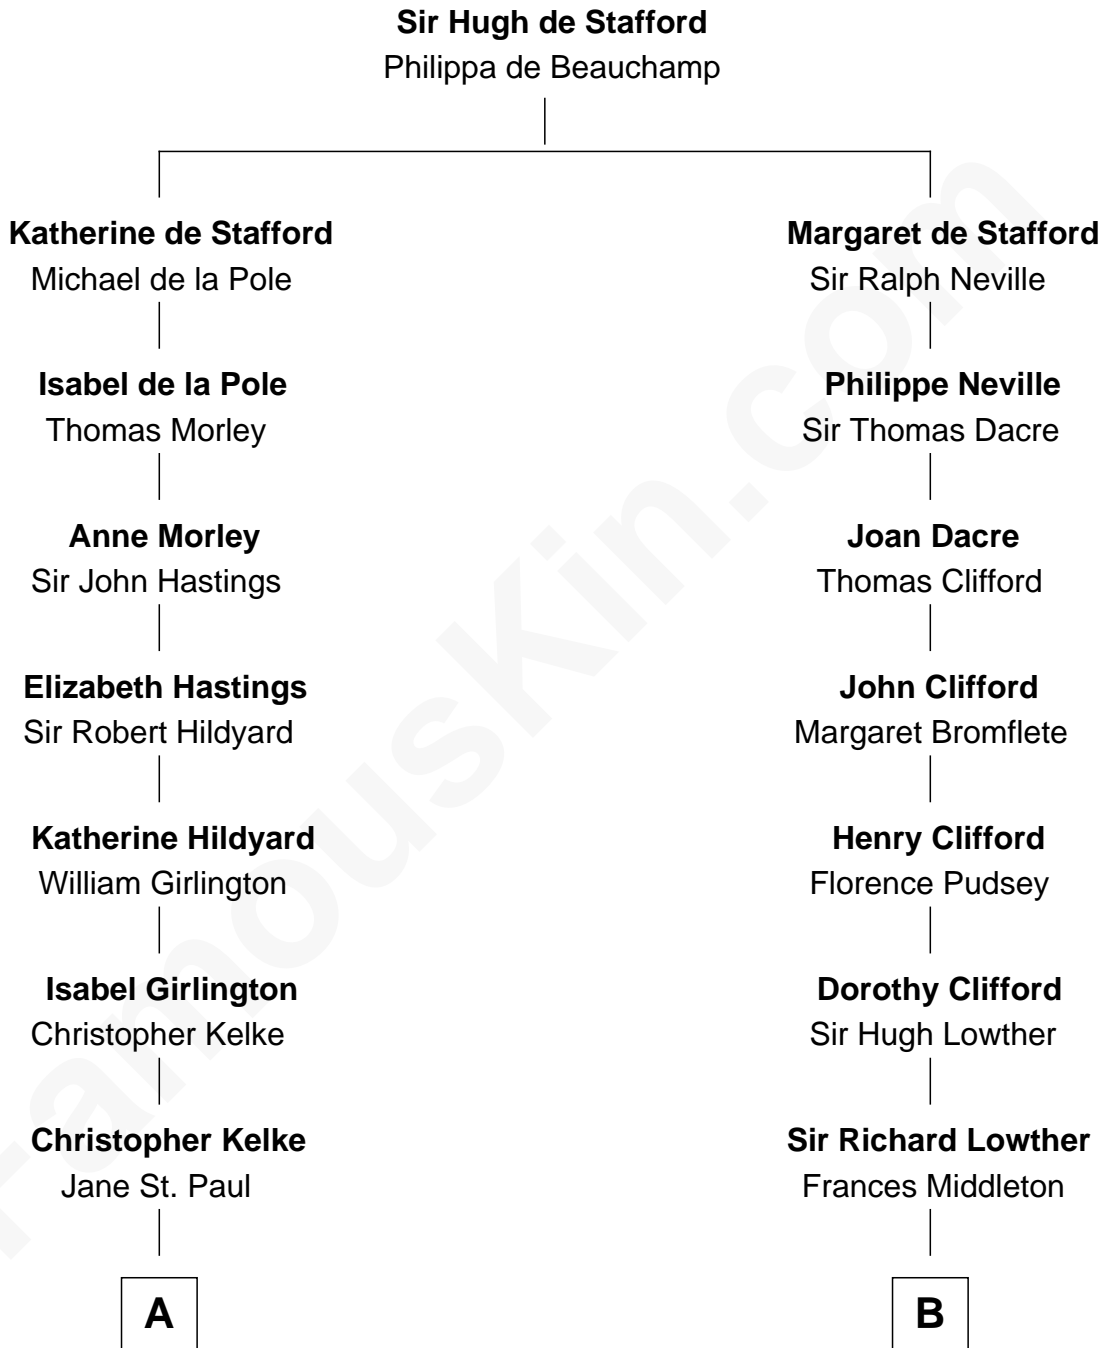 Sir Hugh de Stafford
Philippa de Beauchamp
Katherine de Stafford
Michael de la Pole
Margaret de Stafford
Sir Ralph Neville
Isabel de la Pole
Thomas Morley
Philippe Neville
Sir Thomas Dacre
Anne Morley
Sir John Hastings
Joan Dacre
Thomas Clifford
Elizabeth Hastings
Sir Robert Hildyard
John Clifford
Margaret Bromflete
Katherine Hildyard
William Girlington
Henry Clifford
Florence Pudsey
Isabel Girlington
Christopher Kelke
Dorothy Clifford
Sir Hugh Lowther
Christopher Kelke
Jane St. Paul
Sir Richard Lowther
Frances Middleton
A
B
FamousKin.com